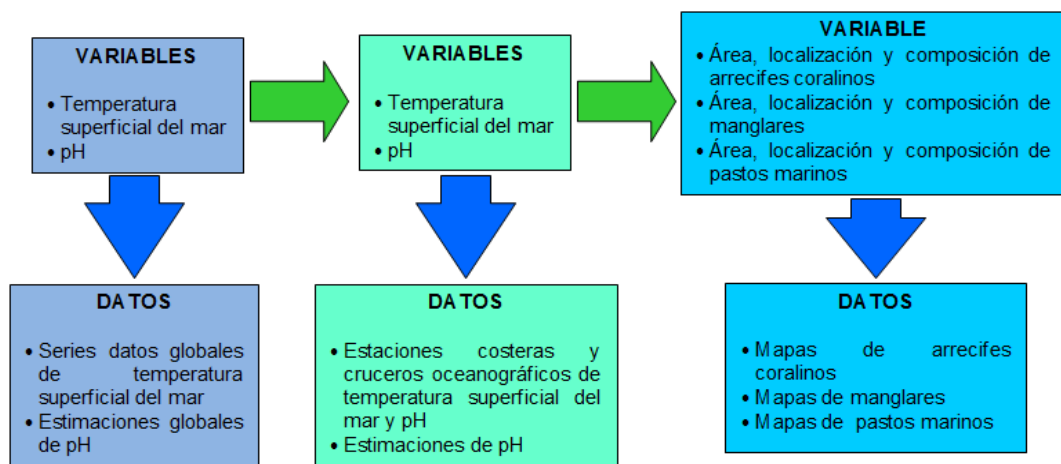 VARIABLES
• Temperatura
superficial del mar
• pH
VARIABLES
• Temperatura
superficial del mar
• pH
VARIABLE
• Área, localización y composición de
arrecifes coralinos
• Área, localización y composición de
manglares
• Área, localización y composición de
pastos marinos
DATOS
• Series datos globales
de temperatura
superficial del mar
• Estimaciones globales
de pH
DATOS
• Estaciones costeras y
cruceros oceanográficos de
temperatura superficial del
mar y pH
• Estimaciones de pH
DATOS
• Mapas de arrecifes
coralinos
• Mapas de manglares
• Mapas de pastos marinos